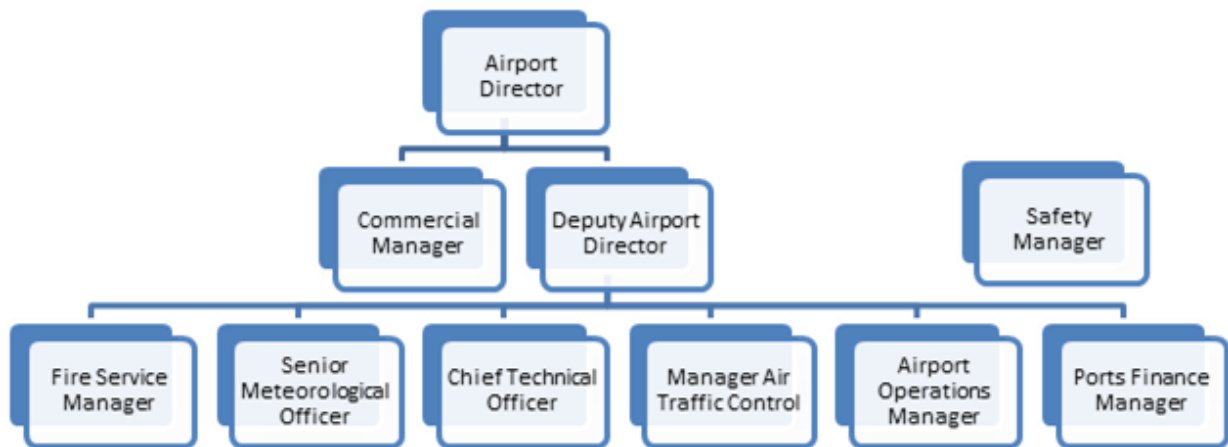 Airport
Director
Commercial
Manager
Deputy Airport
Director
Safety
Manager
Fire Service
Manager
Senior
Meteorological
Officer
Chief Technical
Officer
Manager Air
Traffic Control
Airport
Operations
Manager
Ports Finance
Manager